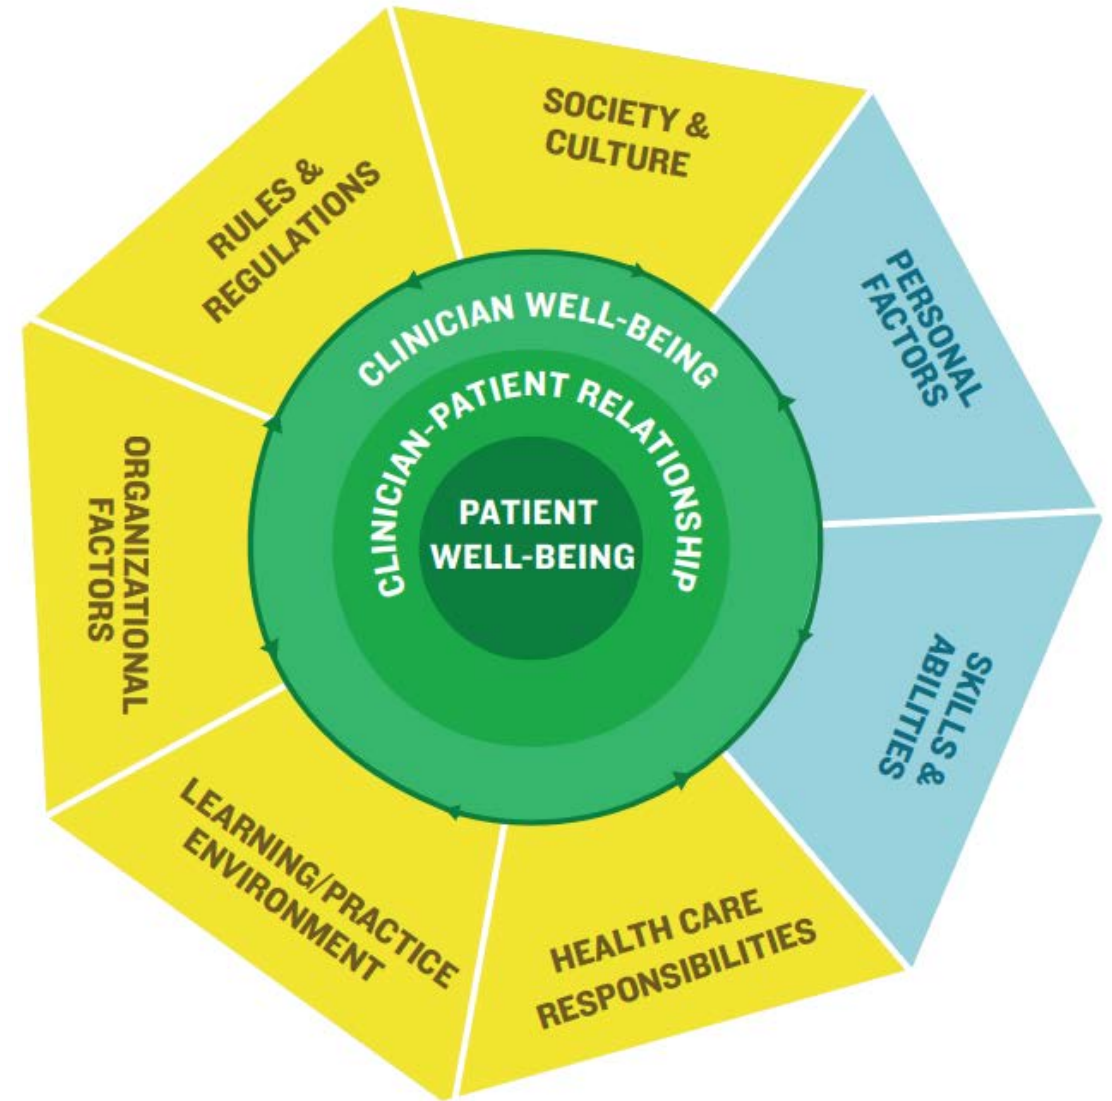 SOCIETY &
CULTURE
PERSONAL
FACTORS
SKILLS &
ABILITIES
HEALTH CARE
RESPONSIBILITIES
LEARNING/PRACTICE
ENVIRONMENT
ORGANIZATIONAL
FACTORS
RULES &
REGULATIONS
CLINICIAN WELL-BEING
CLINICIAN-PATIENT RELATIONSHIP
PATIENT
WELL-BEING